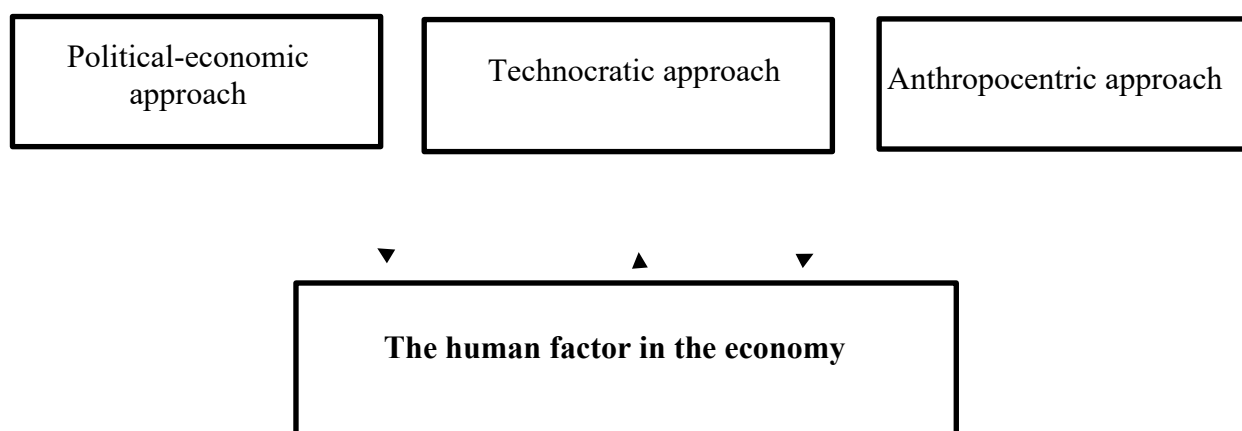 Political-economic
approach
Technocratic approach
Anthropocentric approach
The human factor in the economy